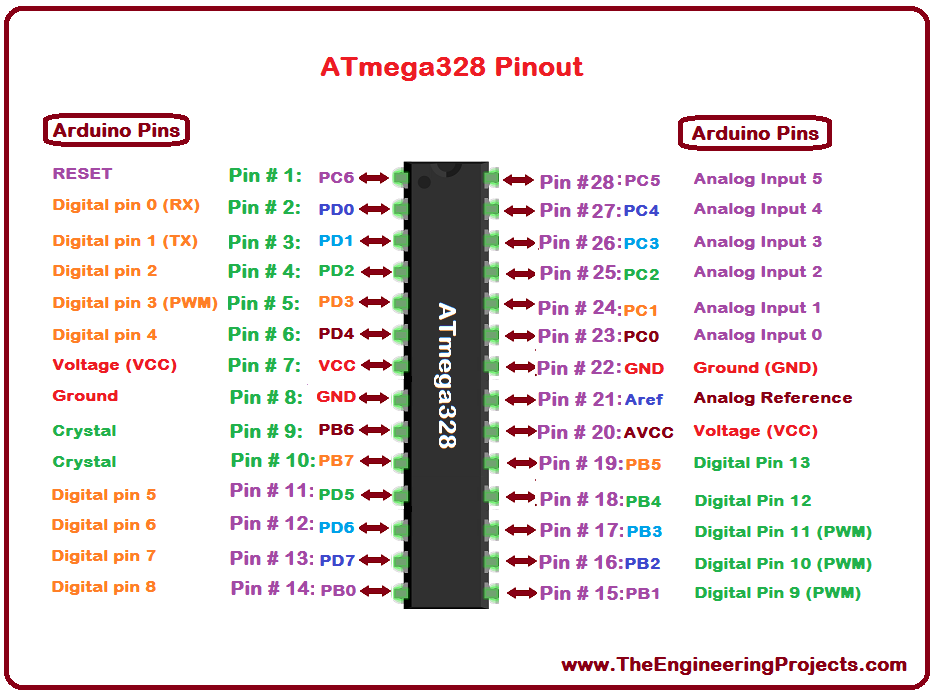 ATmega328 Pinout
Arduino Pins
Arduino Pins
RESET Pin # 1: PC6 Pin #28: PC5 Analog Input 5
Digital pin 0 (RX) Pin # 2: PD0 Pin #27: PC4 Analog Input 4
Digital pin 1 (TX) Pin # 3: PD1 Pin # 26: PC3 Analog Input 3
Digital pin 2 Pin # 4: PD2 Pin # 25: PC2 Analog Input 2
Digital pin 3 (PWM) Pin # 5: PD3 Pin # 24: PC1 Analog Input 1
Digital pin 4 Pin # 6: PD4 Pin # 23: PC0 Analog Input 0
Voltage (VCC) Pin # 7: VCC Pin # 22: GND Ground (GND)
Ground Pin # 8: GND Pin # 21: Aref Analog Reference
Crystal Pin # 9: PB6 Pin # 20: AVCC Voltage (VCC)
Crystal Pin # 10: PB7 Pin # 19: PB5 Digital Pin 13
Digital pin 5 Pin # 11: PD5 Pin # 18: PB4 Digital Pin 12
Digital pin 6 Pin # 12: PD6 Pin # 17: PB3 Digital Pin 11 (PWM)
Digital pin 7 Pin # 13: PD7 Pin # 16: PB2 Digital Pin 10 (PWM)
Digital pin 8 Pin # 14: PB0 Pin # 15: PB1 Digital Pin 9 (PWM)
ATmega328
www.TheEngineeringProjects.com